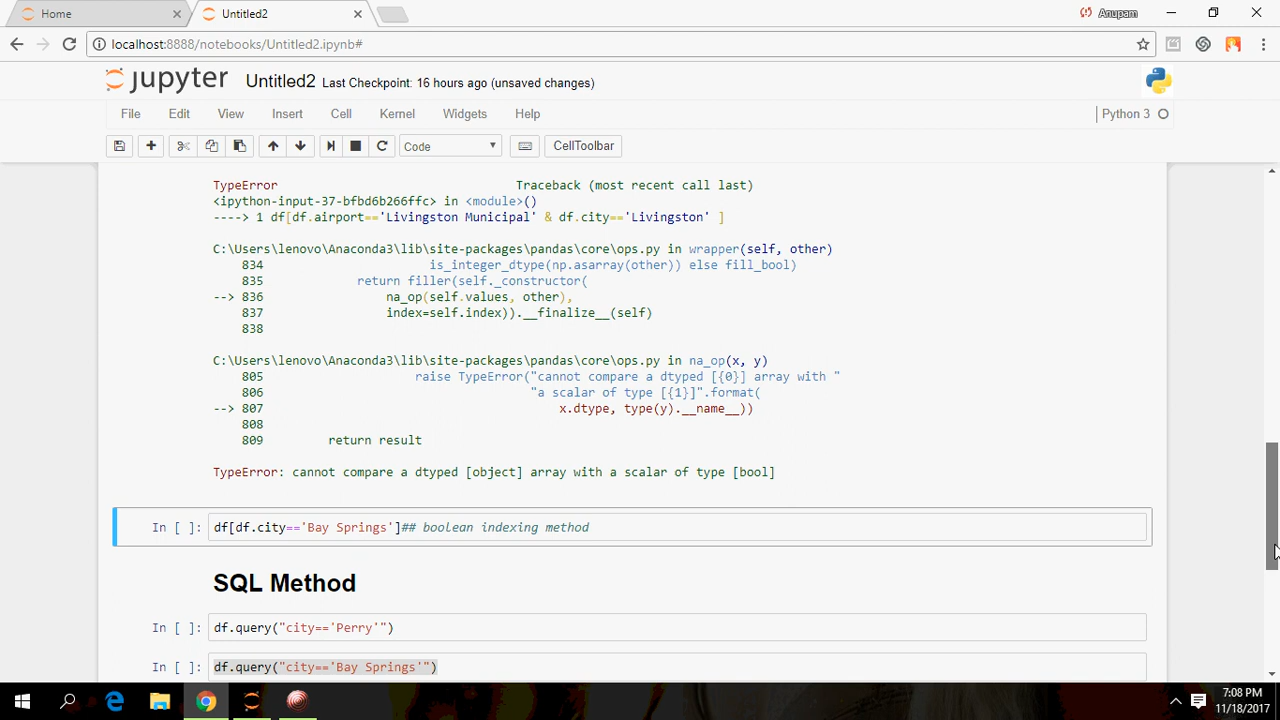 Home
Untitled2
Anupam
localhost:8888/notebooks/Untitled2.ipynb#
jupyter Untitled2 Last Checkpoint: 16 hours ago (unsaved changes)
File Edit View Insert Cell Kernel Widgets Help Python 3
Code CellToolbar
TypeError Traceback (most recent call last)
<ipython-input-37-bfbd6b266ffc> in <module>()
----> 1 df[df.airport=='Livingston Municipal' & df.city=='Livingston' ]
C:\Users\lenovo\Anaconda3\lib\site-packages\pandas\core\ops.py in wrapper(self, other)
834 is_integer_dtype(np.asarray(other)) else fill_bool)
835 return filler(self._constructor(
--> 836 na_op(self.values, other),
837 index=self.index)).__finalize__(self)
838
C:\Users\lenovo\Anaconda3\lib\site-packages\pandas\core\ops.py in na_op(x, y)
805 raise TypeError("cannot compare a dtyped [{0}] array with "
806 "a scalar of type [{1}]".format(
--> 807 x.dtype, type(y).__name__))
808
809 return result
TypeError: cannot compare a dtyped [object] array with a scalar of type [bool]
In [ ]: df[df.city=='Bay Springs']## boolean indexing method
SQL Method
In [ ]: df.query("city=='Perry'")
In [ ]: df.query("city=='Bay Springs'")
7:08 PM
11/18/2017